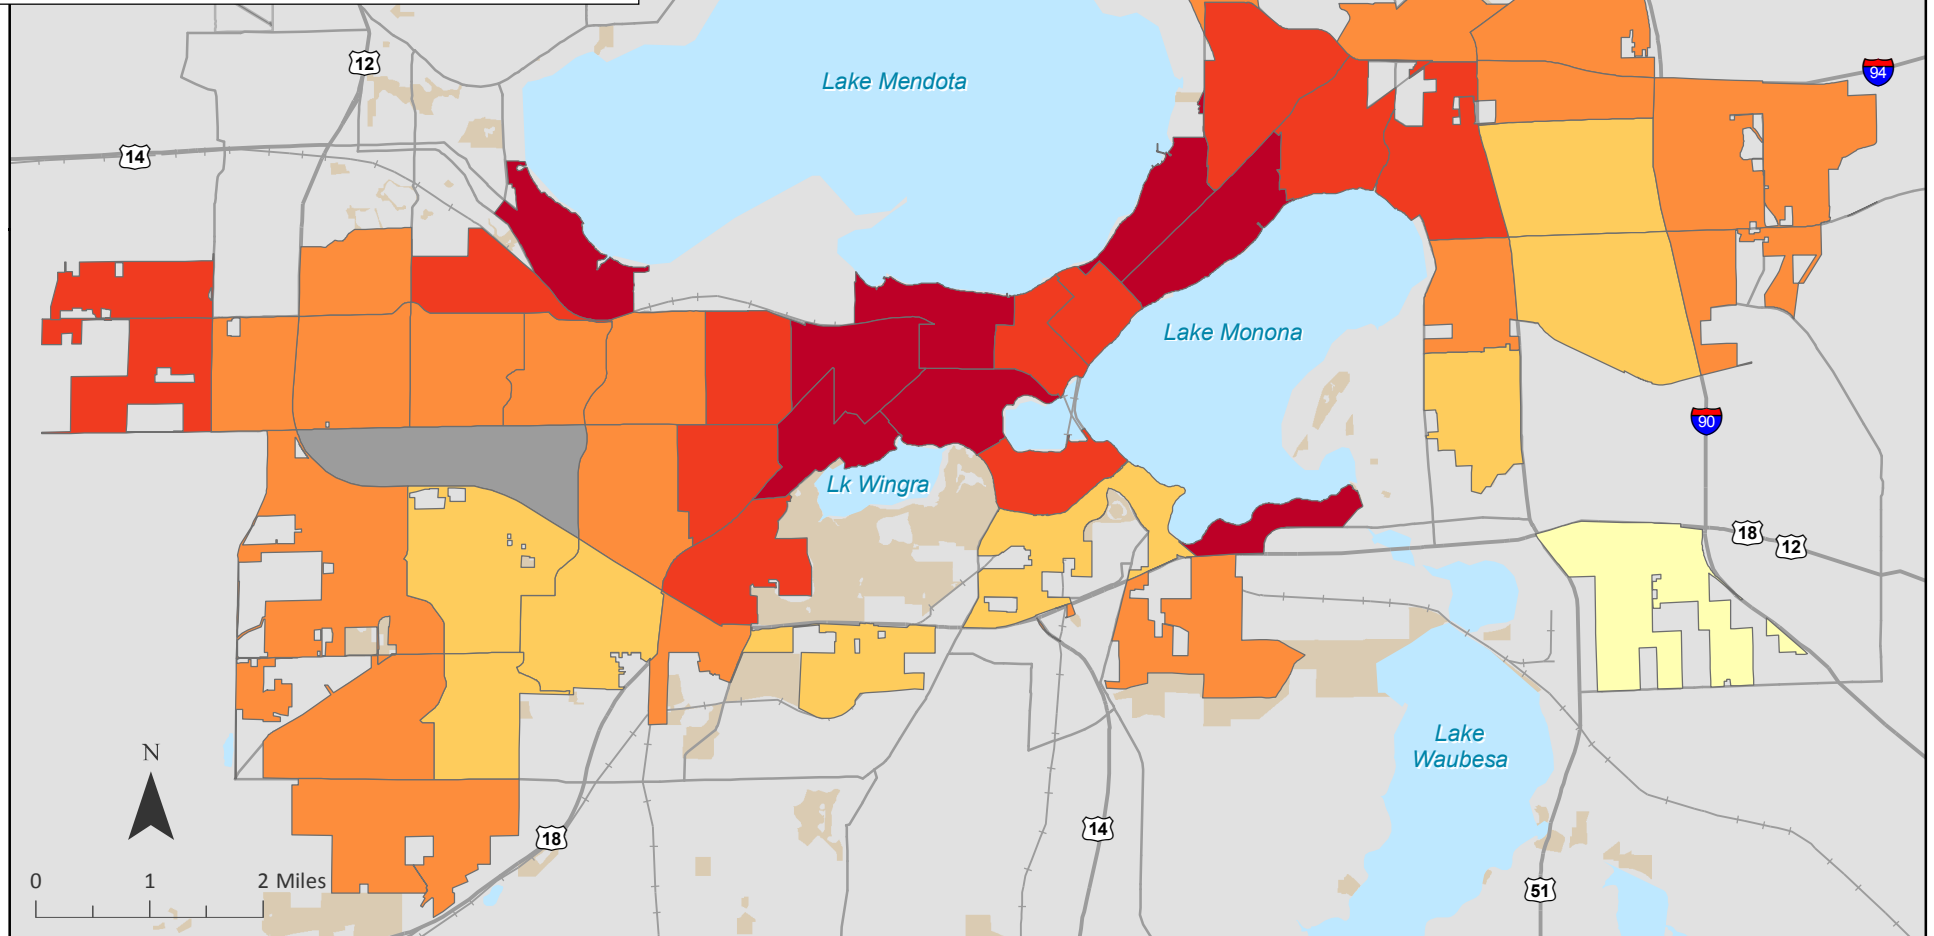 12
Lake Mendota
94
14
Lake Monona
90
Lk Wingra
18
12
Lake
Waubesa
N
18
14
0 1 2 Miles
51